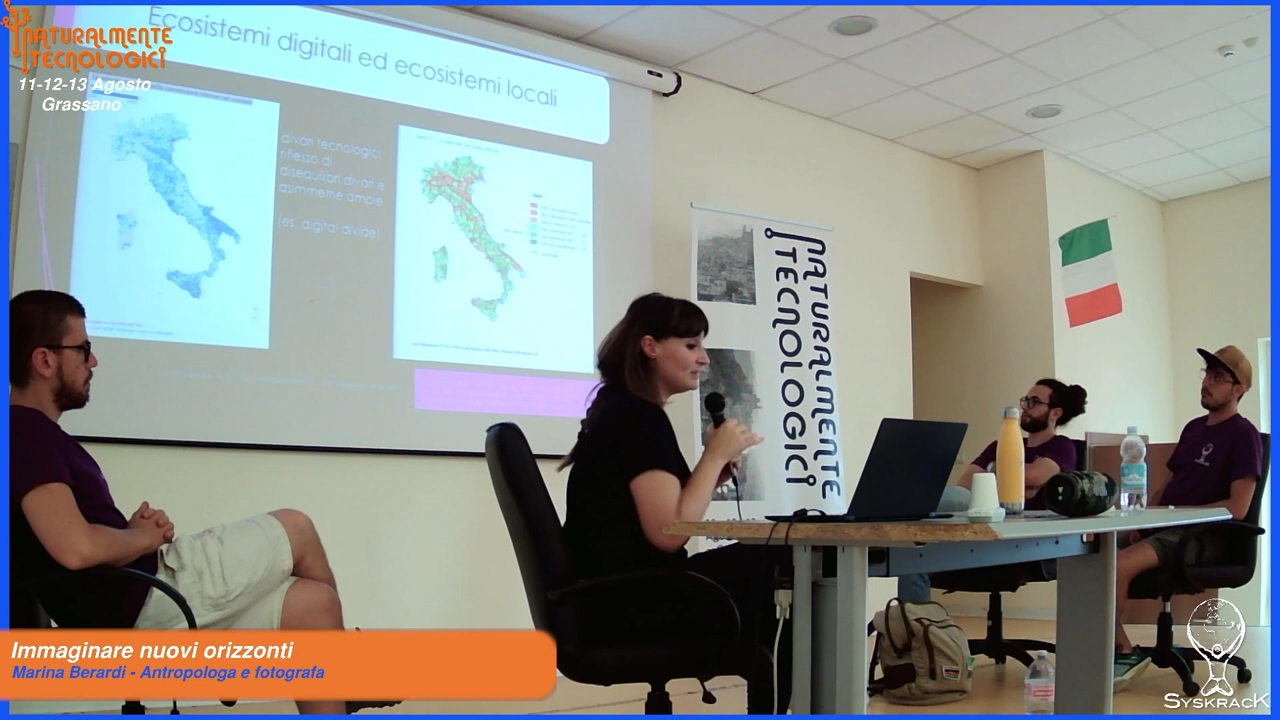 NATURALMENTE
TECNOLOGICI
11-12-13 Agosto
Grassano
Ecosistemi digitali ed ecosistemi locali
divari tecnologici
riflesso di
disequilibri divari e
asimmetrie ampie
(es. digital divide)
NATURALMENTE
TECNOLOGICI
Immaginare nuovi orizzonti
Marina Berardi - Antropologa e fotografa
SYSKRACK